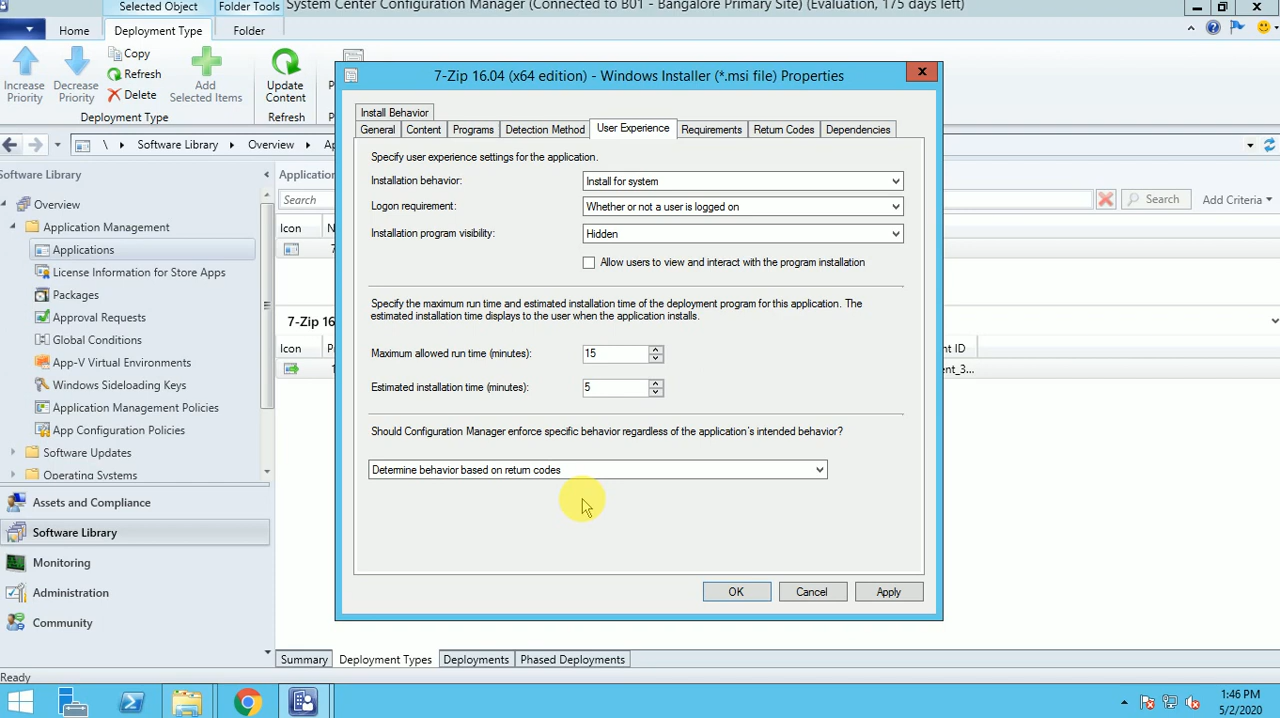 Selected Object
Folder Tools
System Center Configuration Manager (Connected to B01 - Bangalore Primary Site) (Evaluation, 175 days left)
Home
Deployment Type
Folder
Increase
Priority
Decrease
Priority
Copy
Refresh
Delete
Add
Selected Items
Update
Content
Deployment Type
Refresh
\
Software Library
Overview
Software Library
Search
Search
Add Criteria
Overview
Application Management
Applications
License Information for Store Apps
Packages
Approval Requests
Global Conditions
App-V Virtual Environments
Windows Sideloading Keys
Application Management Policies
App Configuration Policies
Software Updates
Operating Systems
Assets and Compliance
Software Library
Monitoring
Administration
Community
Icon
7-Zip 16
Icon
ent_3...
7-Zip 16.04 (x64 edition) - Windows Installer (*.msi file) Properties
Install Behavior
General
Content
Programs
Detection Method
User Experience
Requirements
Return Codes
Dependencies
Specify user experience settings for the application.
Installation behavior:
Install for system
Logon requirement:
Whether or not a user is logged on
Installation program visibility:
Hidden
Allow users to view and interact with the program installation
Specify the maximum run time and estimated installation time of the deployment program for this application. The
estimated installation time displays to the user when the application installs.
Maximum allowed run time (minutes):
15
Estimated installation time (minutes):
5
Should Configuration Manager enforce specific behavior regardless of the application's intended behavior?
Determine behavior based on return codes
OK
Cancel
Apply
Summary
Deployment Types
Deployments
Phased Deployments
Ready
1:46 PM
5/2/2020